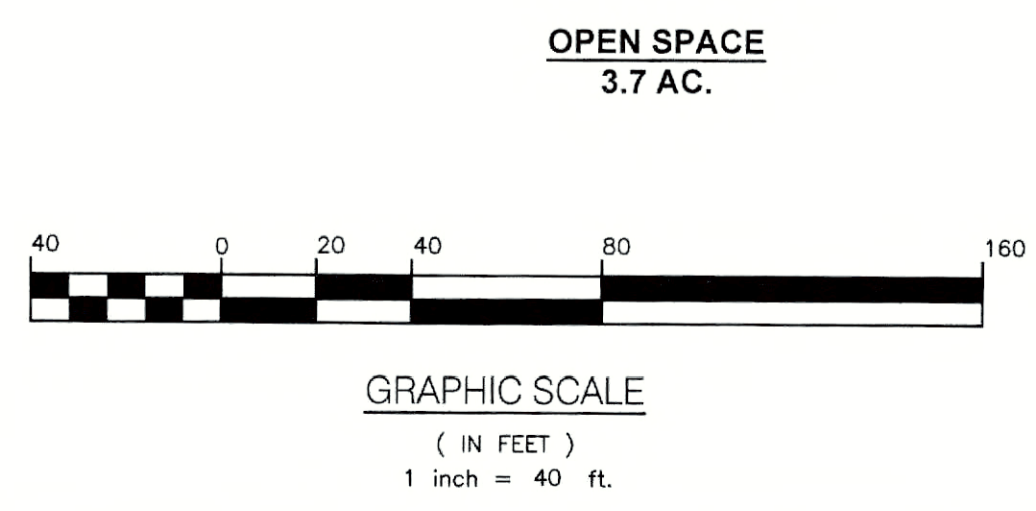 OPEN SPACE
3.7 AC.
40 0 20 40 80 160
GRAPHIC SCALE
( IN FEET )
1 inch = 40 ft.